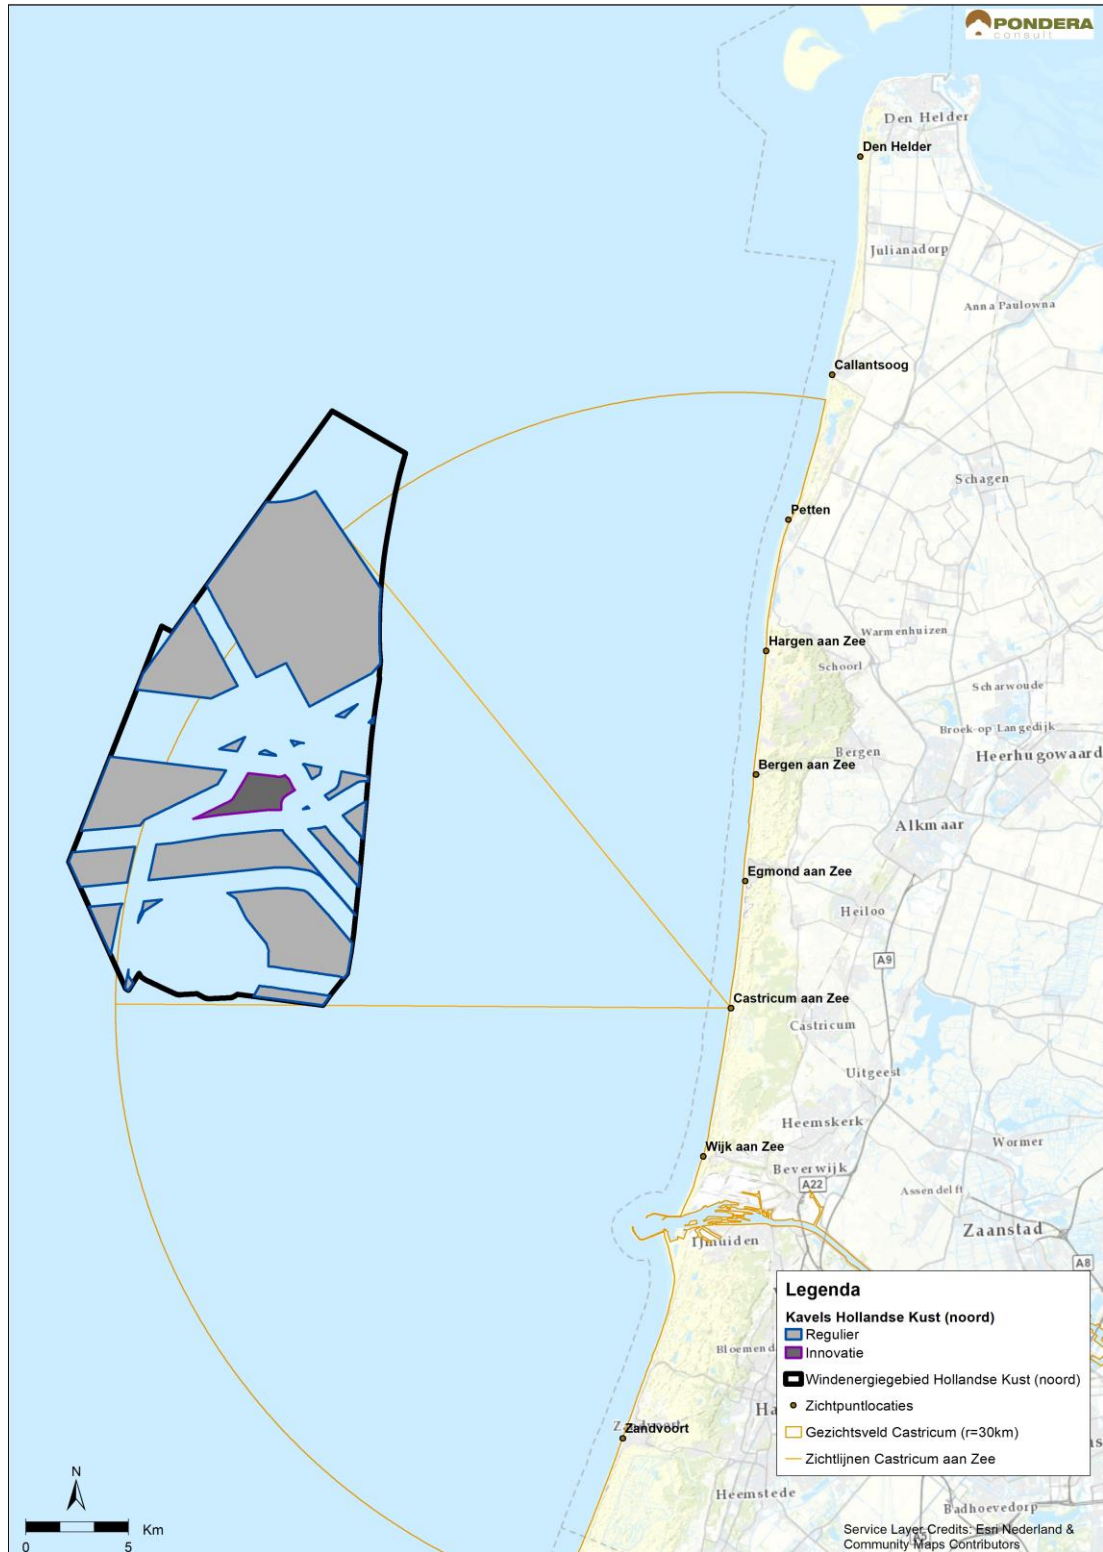 PONDERA
consult
Den Helder
Den Helder
Julianadorp
Anna Paulowna
Callantsoog
Schagen
Petten
Warmenhuizen
Hargen aan Zee
Schoorl
Scharwoude
Broek op Langedijk
Bergen
Heerhugowaard
Bergen aan Zee
Alkmaar
Egmond aan Zee
Heiloo
A9
Castricum aan Zee
Castricum
Uitgeest
Heemskerk
Wormer
Wijk aan Zee
Beverwijk
A22
Assendelft
Zaanstad
IJmuiden
A8
Legenda
Kavels Hollandse Kust (noord)
Regulier
Innovatie
Windenergiegebied Hollandse Kust (noord)
Zichtpuntlocaties
Gezichtsveld Castricum (r=30km)
Zichtlijnen Castricum aan Zee
Bloemenda
Ha
Zandvoort
Zandvoort
Heemstede
Badhoevedorp
N
Km
0 5
Service Layer Credits: Esri Nederland &
Community Maps Contributors